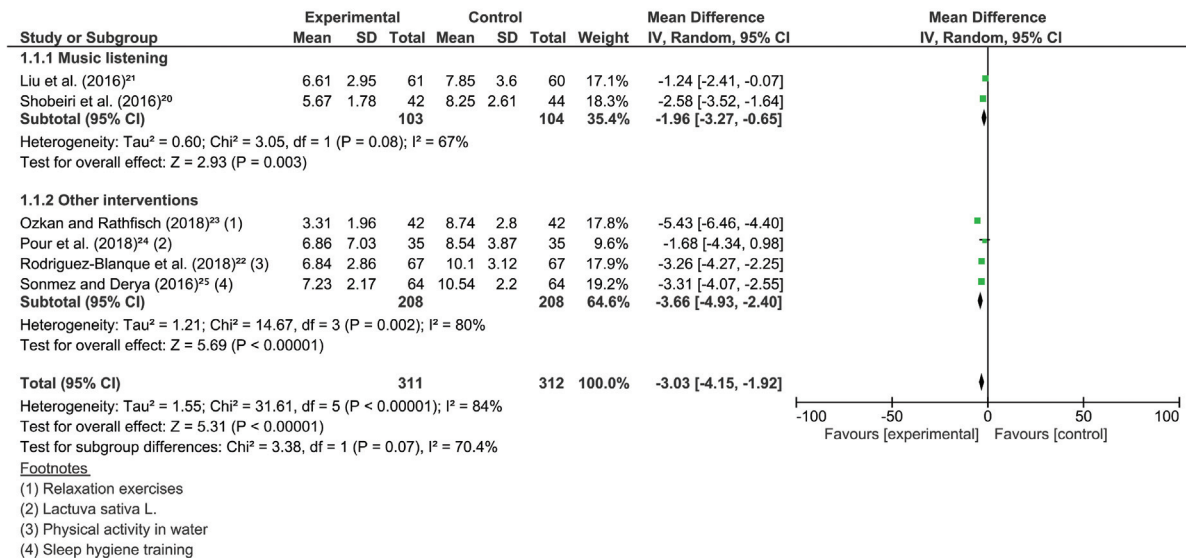 Experimental Control Mean Difference Mean Difference
Study or Subgroup Mean SD Total Mean SD Total Weight IV, Random, 95% CI IV, Random, 95% CI
1.1.1 Music listening
Liu et al. (2016)²¹ 6.61 2.95 61 7.85 3.6 60 17.1% -1.24 [-2.41, -0.07]
Shobeiri et al. (2016)²⁰ 5.67 1.78 42 8.25 2.61 44 18.3% -2.58 [-3.52, -1.64]
Subtotal (95% CI) 103 104 35.4% -1.96 [-3.27, -0.65]
Heterogeneity: Tau² = 0.60; Chi² = 3.05, df = 1 (P = 0.08); I² = 67%
Test for overall effect: Z = 2.93 (P = 0.003)
1.1.2 Other interventions
Ozkan and Rathfisch (2018)²³ (1) 3.31 1.96 42 8.74 2.8 42 17.8% -5.43 [-6.46, -4.40]
Pour et al. (2018)²⁴ (2) 6.86 7.03 35 8.54 3.87 35 9.6% -1.68 [-4.34, 0.98]
Rodriguez-Blanque et al. (2018)²² (3) 6.84 2.86 67 10.1 3.12 67 17.9% -3.26 [-4.27, -2.25]
Sonmez and Derya (2016)²⁵ (4) 7.23 2.17 64 10.54 2.2 64 19.2% -3.31 [-4.07, -2.55]
Subtotal (95% CI) 208 208 64.6% -3.66 [-4.93, -2.40]
Heterogeneity: Tau² = 1.21; Chi² = 14.67, df = 3 (P = 0.002); I² = 80%
Test for overall effect: Z = 5.69 (P < 0.00001)
Total (95% CI) 311 312 100.0% -3.03 [-4.15, -1.92]
Heterogeneity: Tau² = 1.55; Chi² = 31.61, df = 5 (P < 0.00001); I² = 84%
Test for overall effect: Z = 5.31 (P < 0.00001)
Test for subgroup differences: Chi² = 3.38, df = 1 (P = 0.07), I² = 70.4%
-100 -50 0 50 100
Favours [experimental] Favours [control]
Footnotes
(1) Relaxation exercises
(2) Lactuva sativa L.
(3) Physical activity in water
(4) Sleep hygiene training